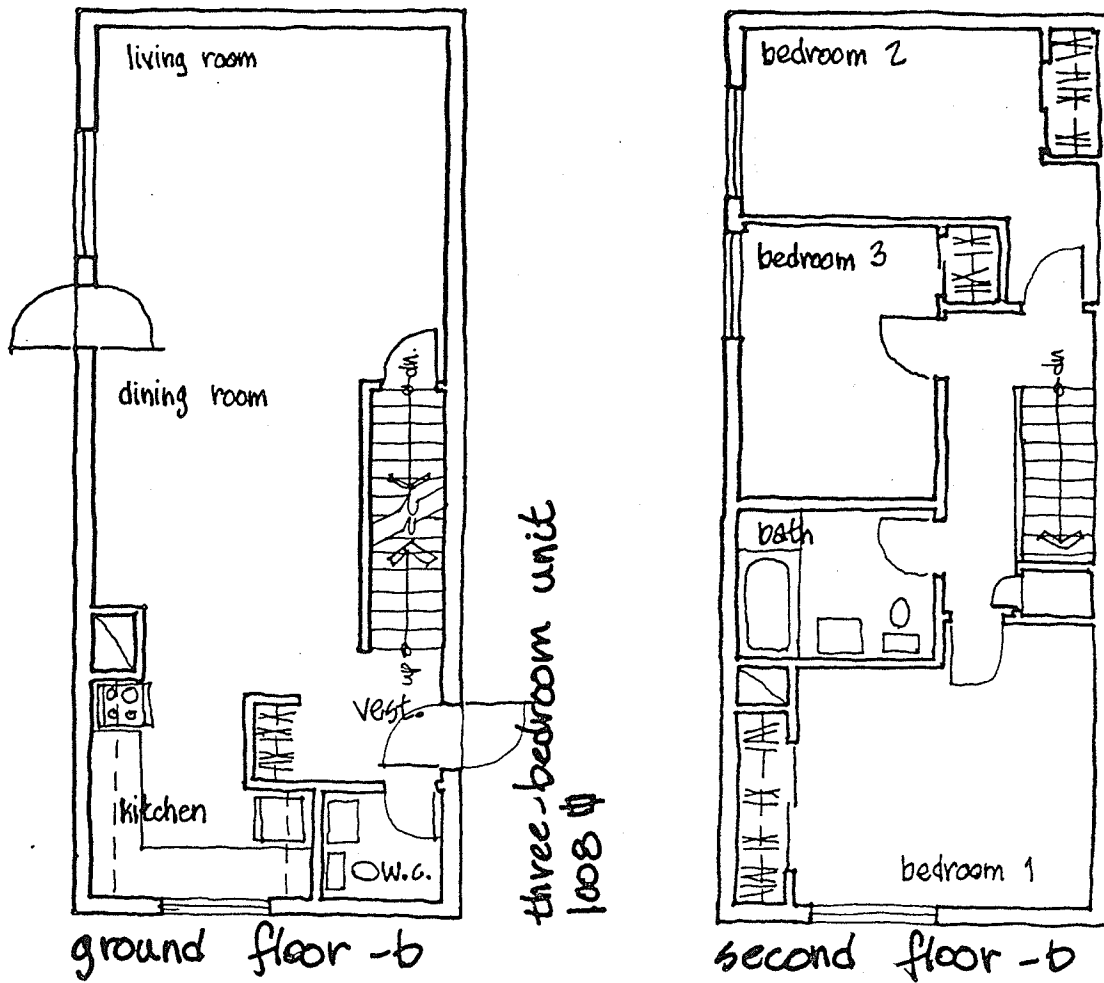 living room
dining room
dn.
up
vest.
kitchen
W.C.
ground floor -b
three-bedroom unit
1008
bedroom 2
bedroom 3
up
bath
bedroom 1
second floor -b